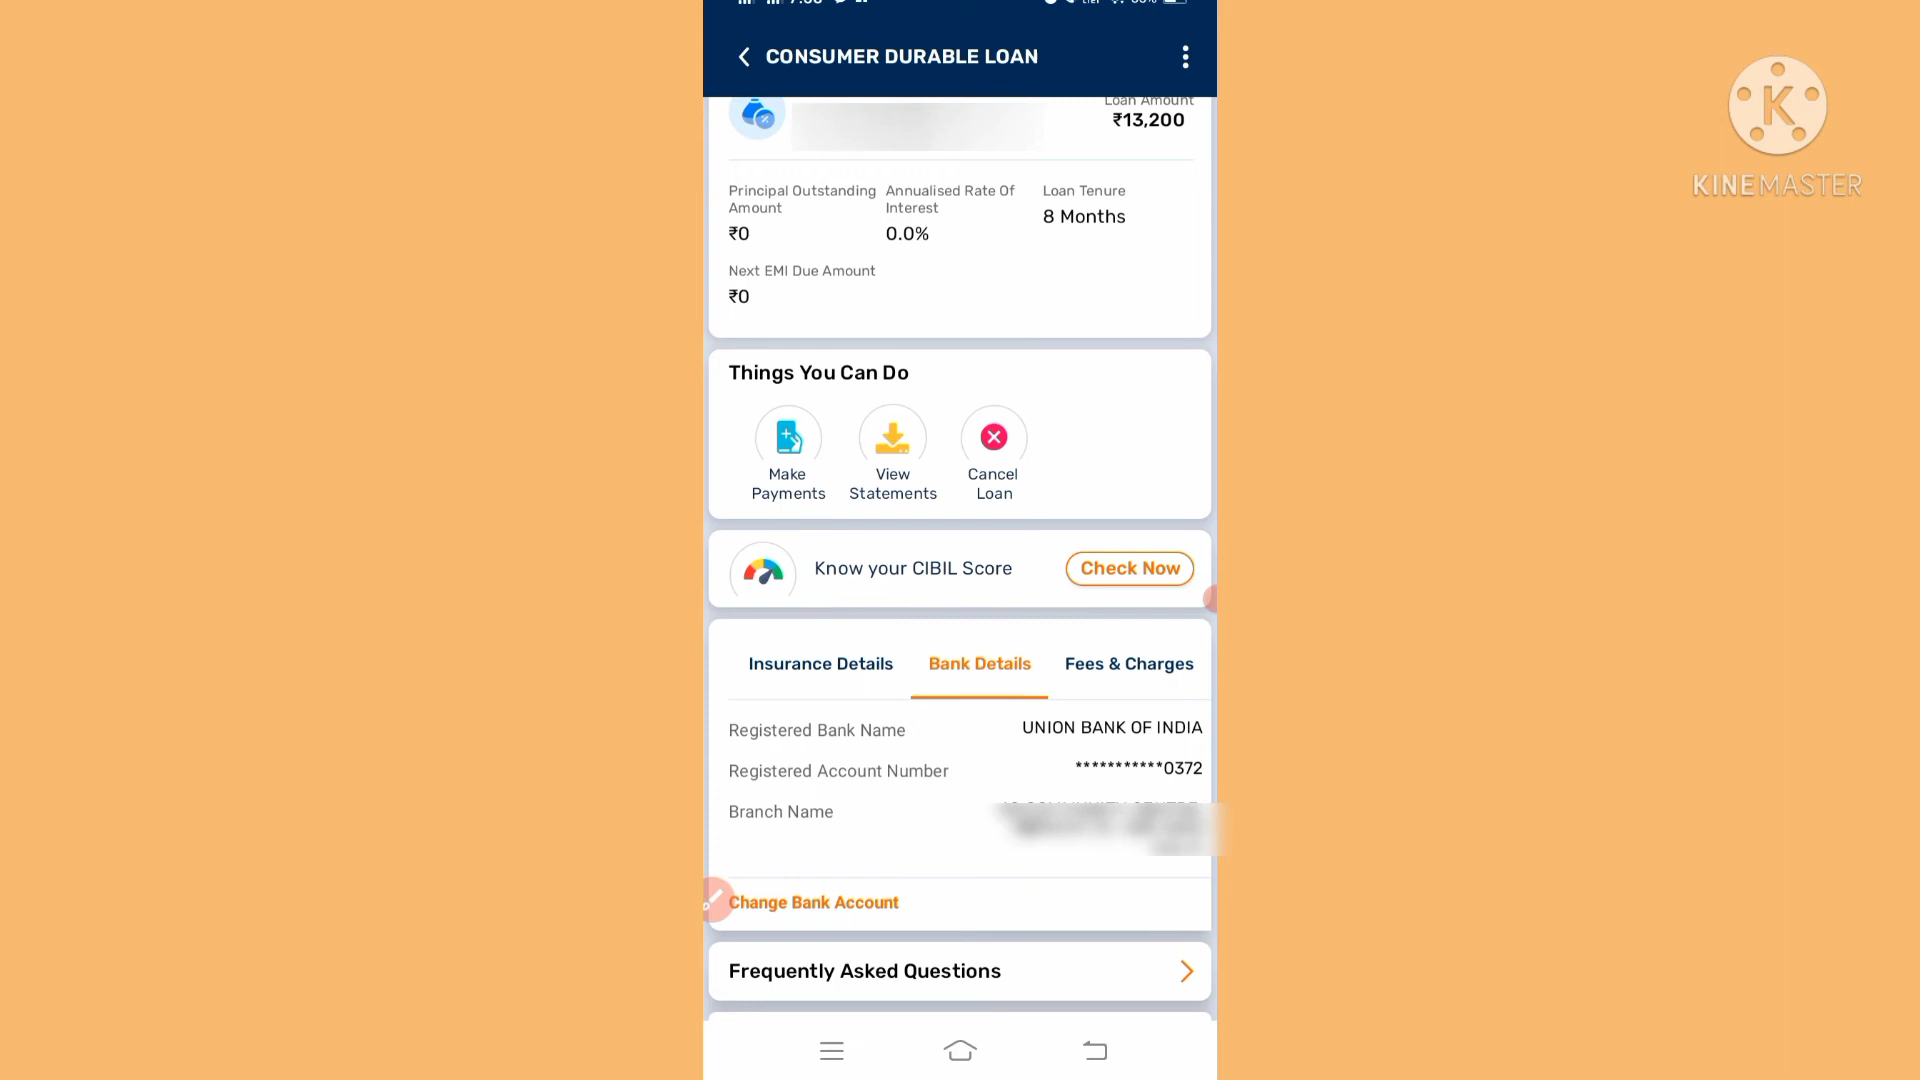 CONSUMER DURABLE LOAN
Loan Amount
₹13,200
Principal Outstanding Amount
₹0
Annualised Rate Of Interest
0.0%
Loan Tenure
8 Months
Next EMI Due Amount
₹0
Things You Can Do
Make Payments
View Statements
Cancel Loan
Know your CIBIL Score
Check Now
Insurance Details
Bank Details
Fees & Charges
Registered Bank Name
UNION BANK OF INDIA
Registered Account Number
***********0372
Branch Name
Change Bank Account
Frequently Asked Questions
K
KINEMASTER